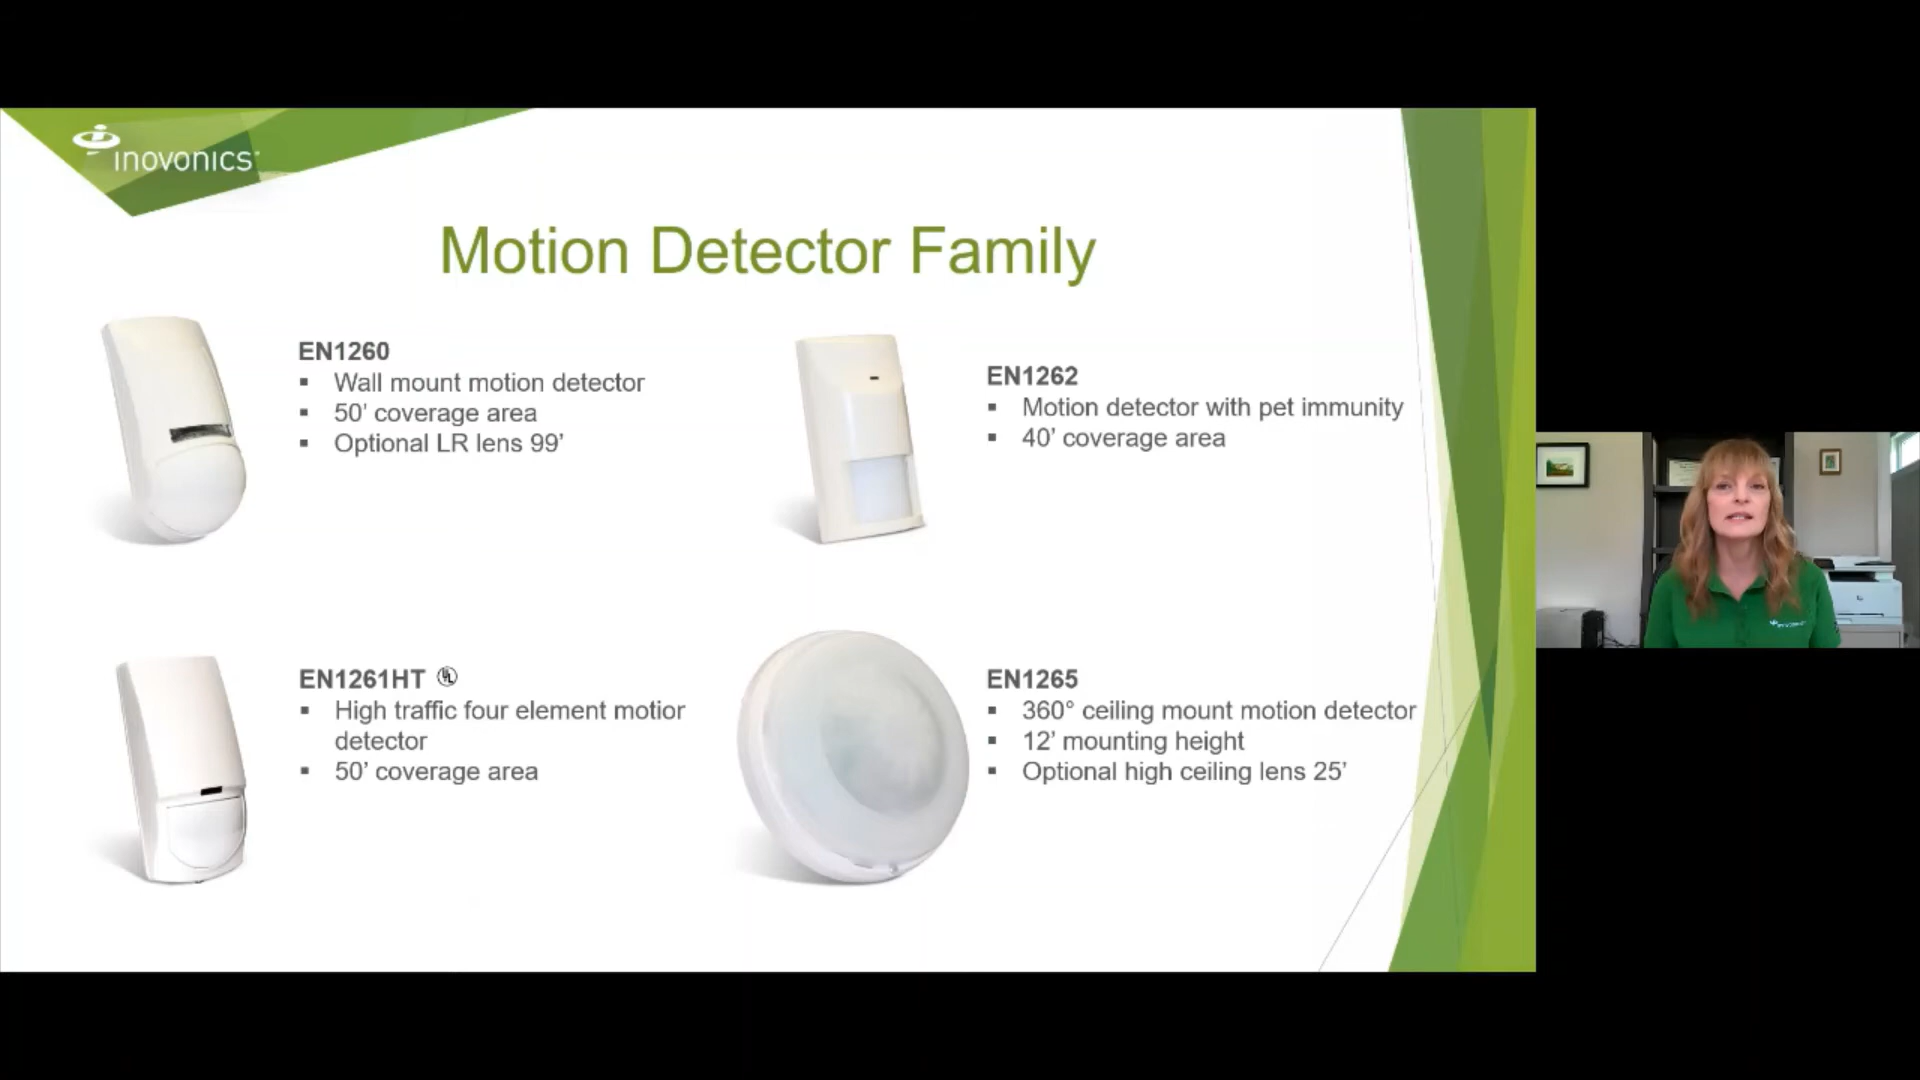 inovonics
Motion Detector Family
EN1260
▪ Wall mount motion detector
▪ 50’ coverage area
▪ Optional LR lens 99’
EN1262
▪ Motion detector with pet immunity
▪ 40’ coverage area
EN1261HT UL
▪ High traffic four element motior
detector
▪ 50’ coverage area
EN1265
▪ 360° ceiling mount motion detector
▪ 12’ mounting height
▪ Optional high ceiling lens 25’